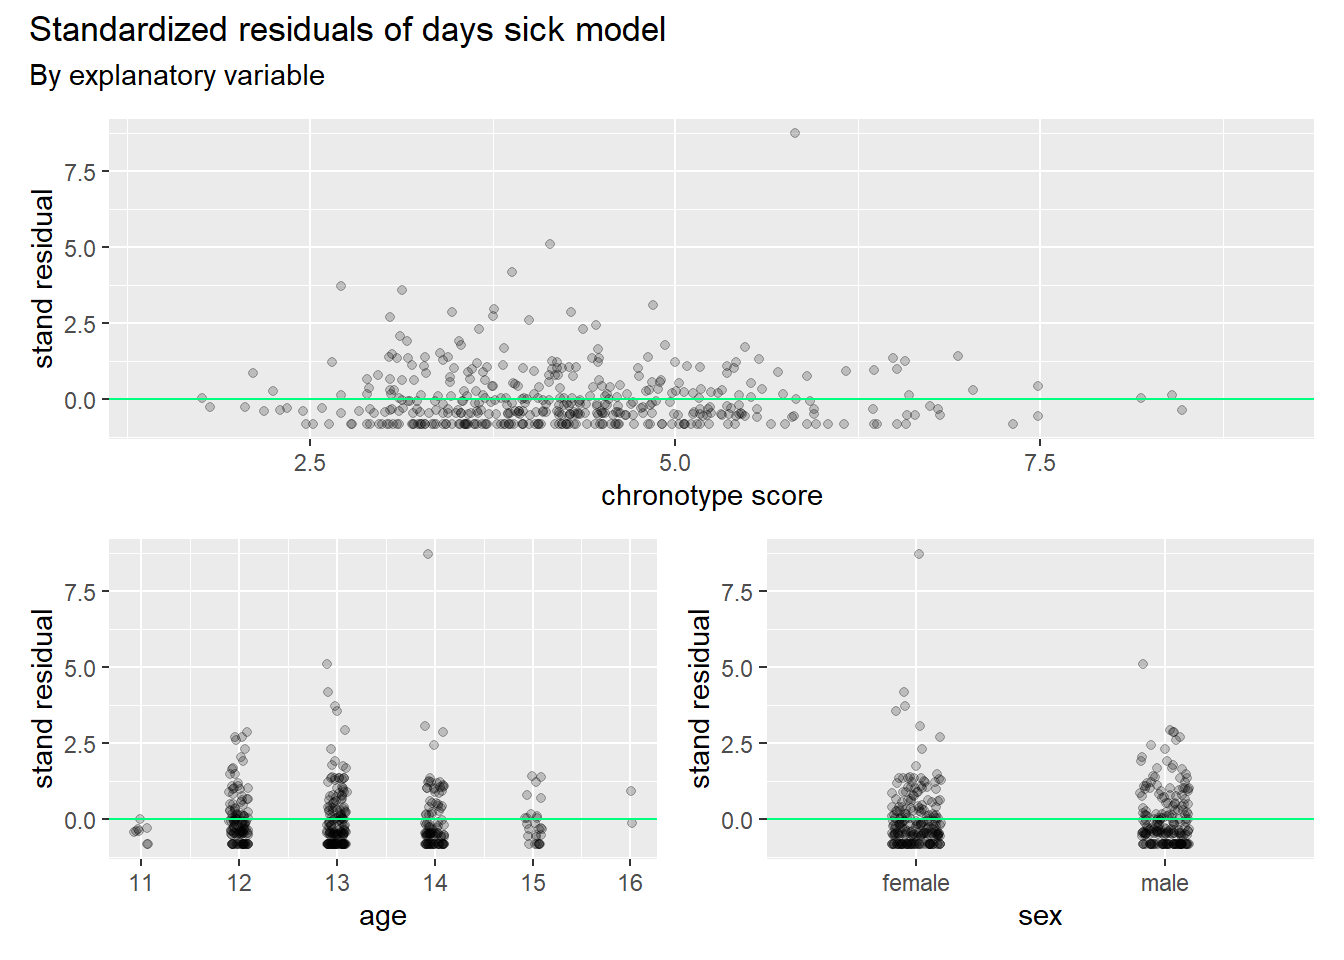 Standardized residuals of days sick model
By explanatory variable
stand residual
7.5
5.0
2.5
0.0
2.5 5.0 7.5
chronotype score
stand residual
7.5
5.0
2.5
0.0
11 12 13 14 15 16
age
stand residual
7.5
5.0
2.5
0.0
female male
sex